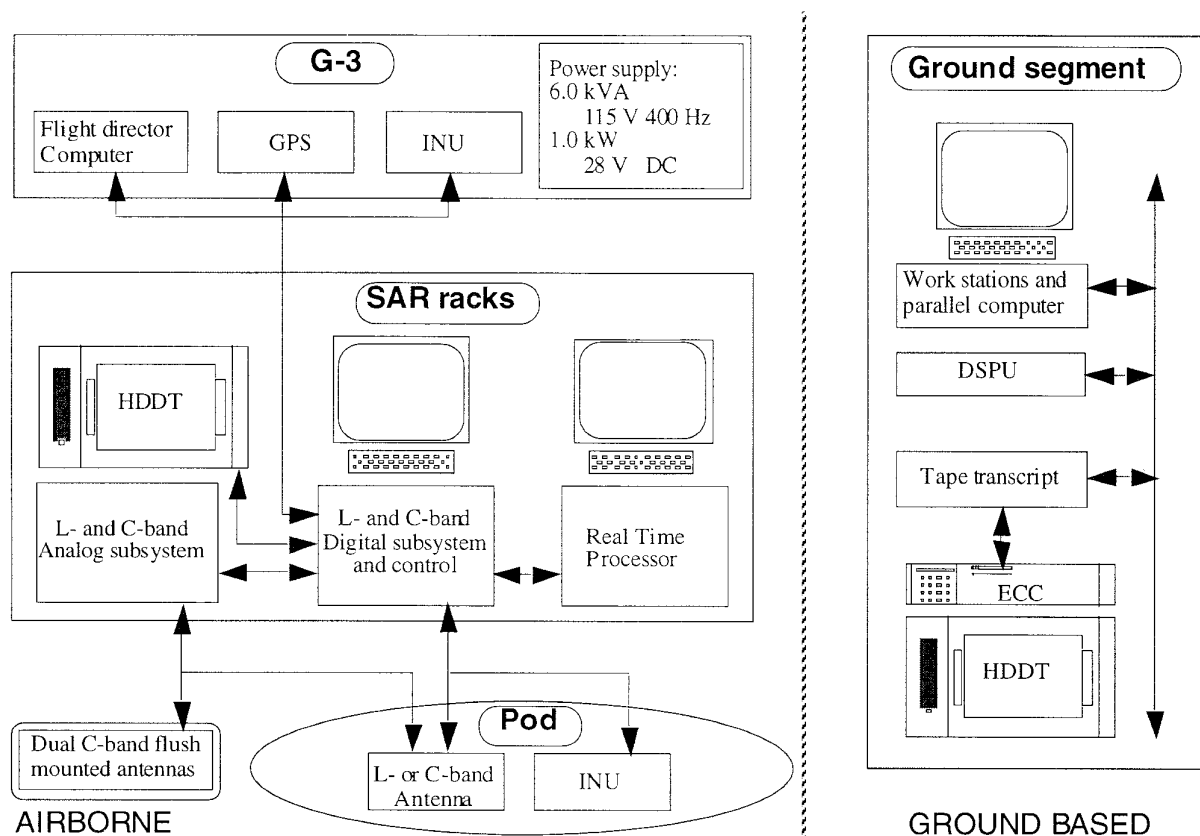 G-3
Power supply:
6.0 kVA
115 V 400 Hz
1.0 kW
28 V DC
Flight director
Computer
GPS
INU
SAR racks
HDDT
L- and C-band
Analog subsystem
L- and C-band
Digital subsystem
and control
Real Time
Processor
Dual C-band flush
mounted antennas
Pod
L- or C-band
Antenna
INU
AIRBORNE
Ground segment
Work stations and
parallel computer
DSPU
Tape transcript
ECC
HDDT
GROUND BASED